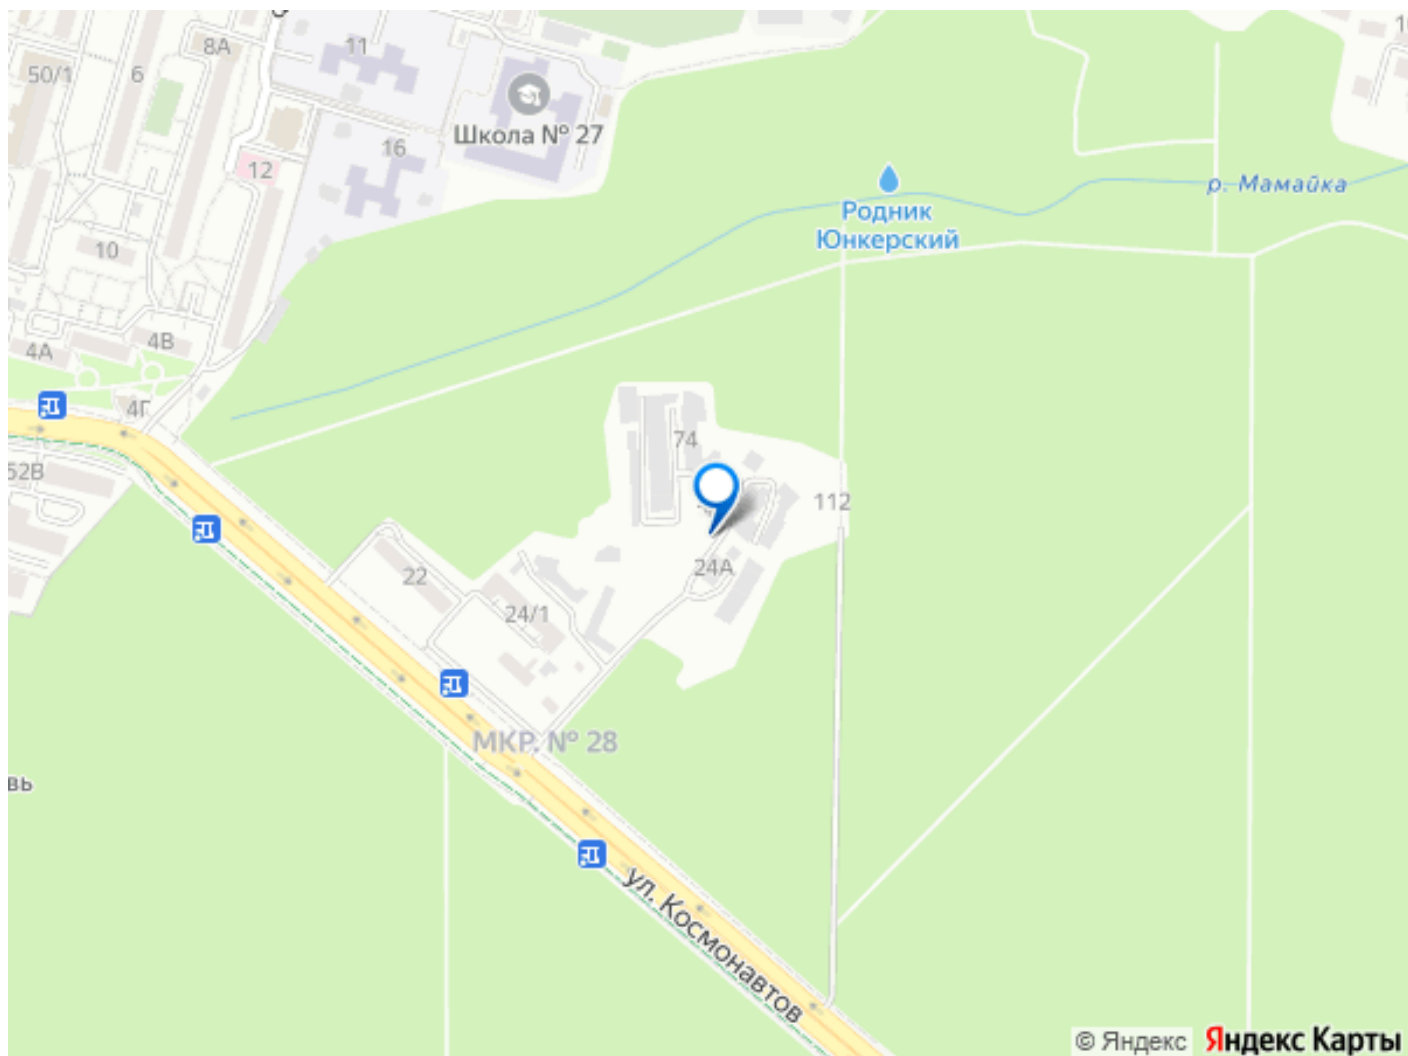 8А
11
50/1
6
Школа № 27
16
12
р. Мамайка
Родник
Юнкерский
10
4В
4А
4Г
74
52В
112
24А
22
24/1
МКР. № 28
вь
ул. Космонавтов
© Яндекс
Яндекс Карты